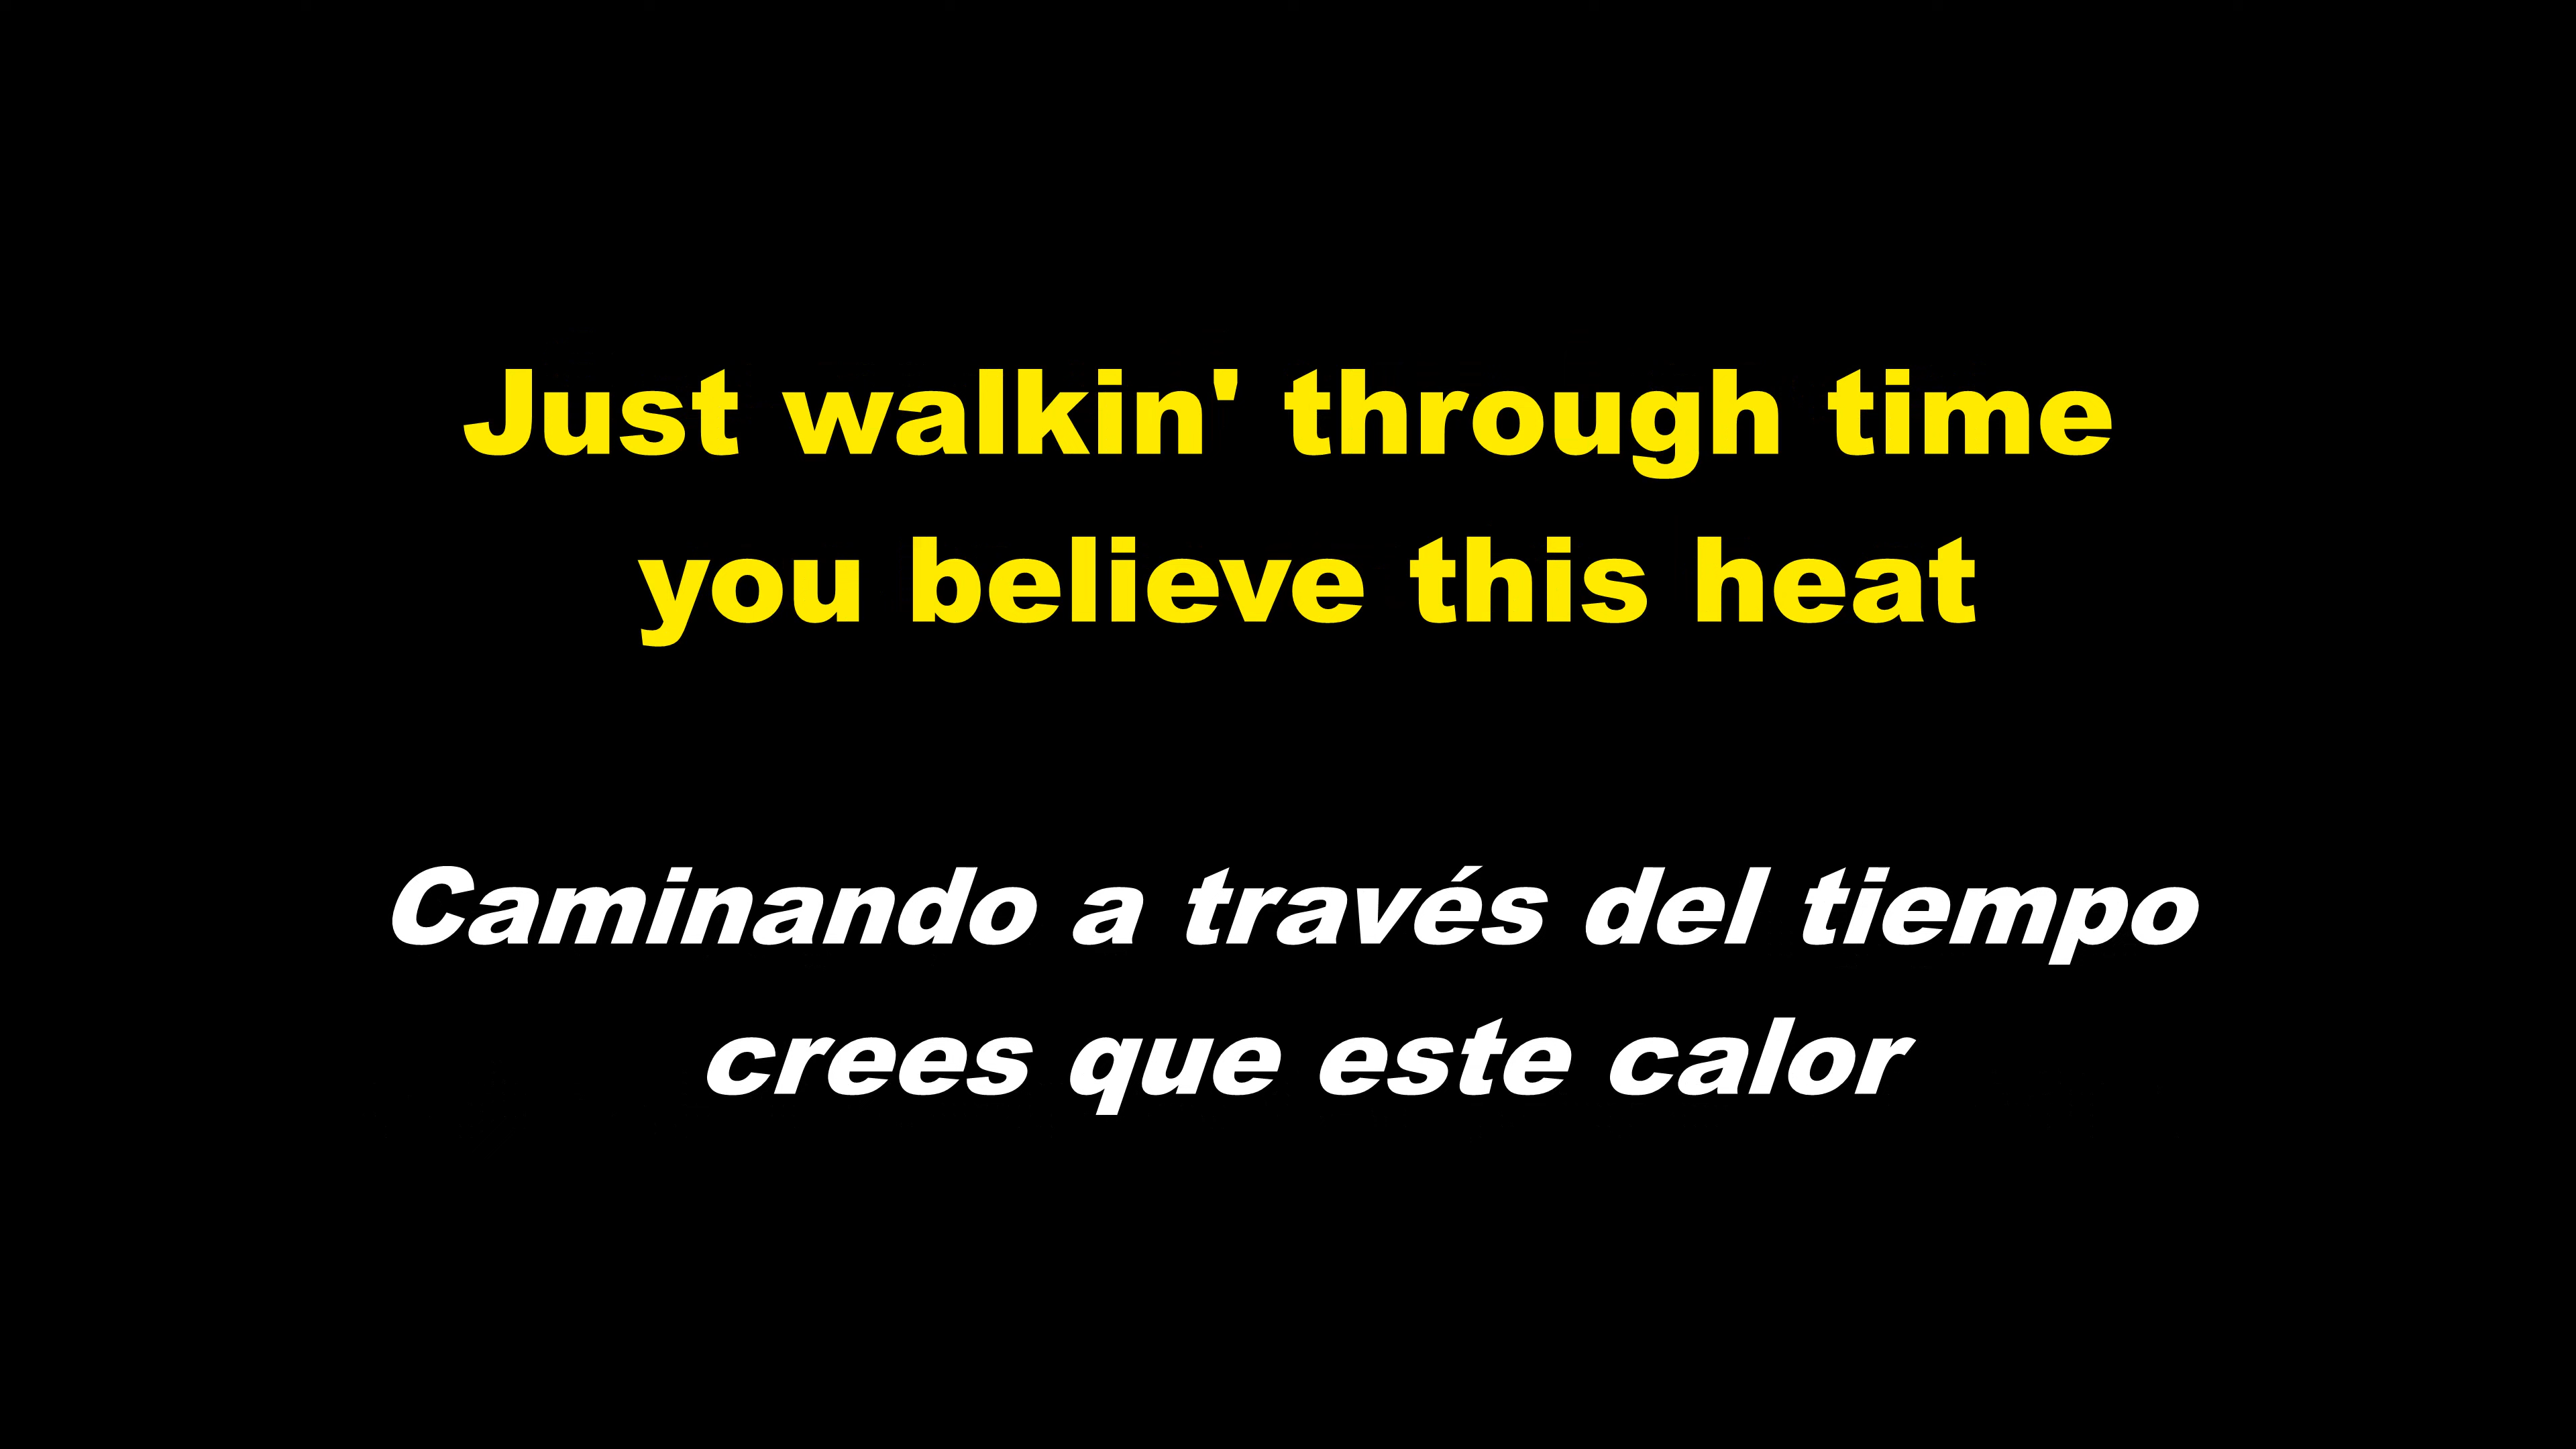 Just walkin' through time
you believe this heat
Caminando a través del tiempo
crees que este calor